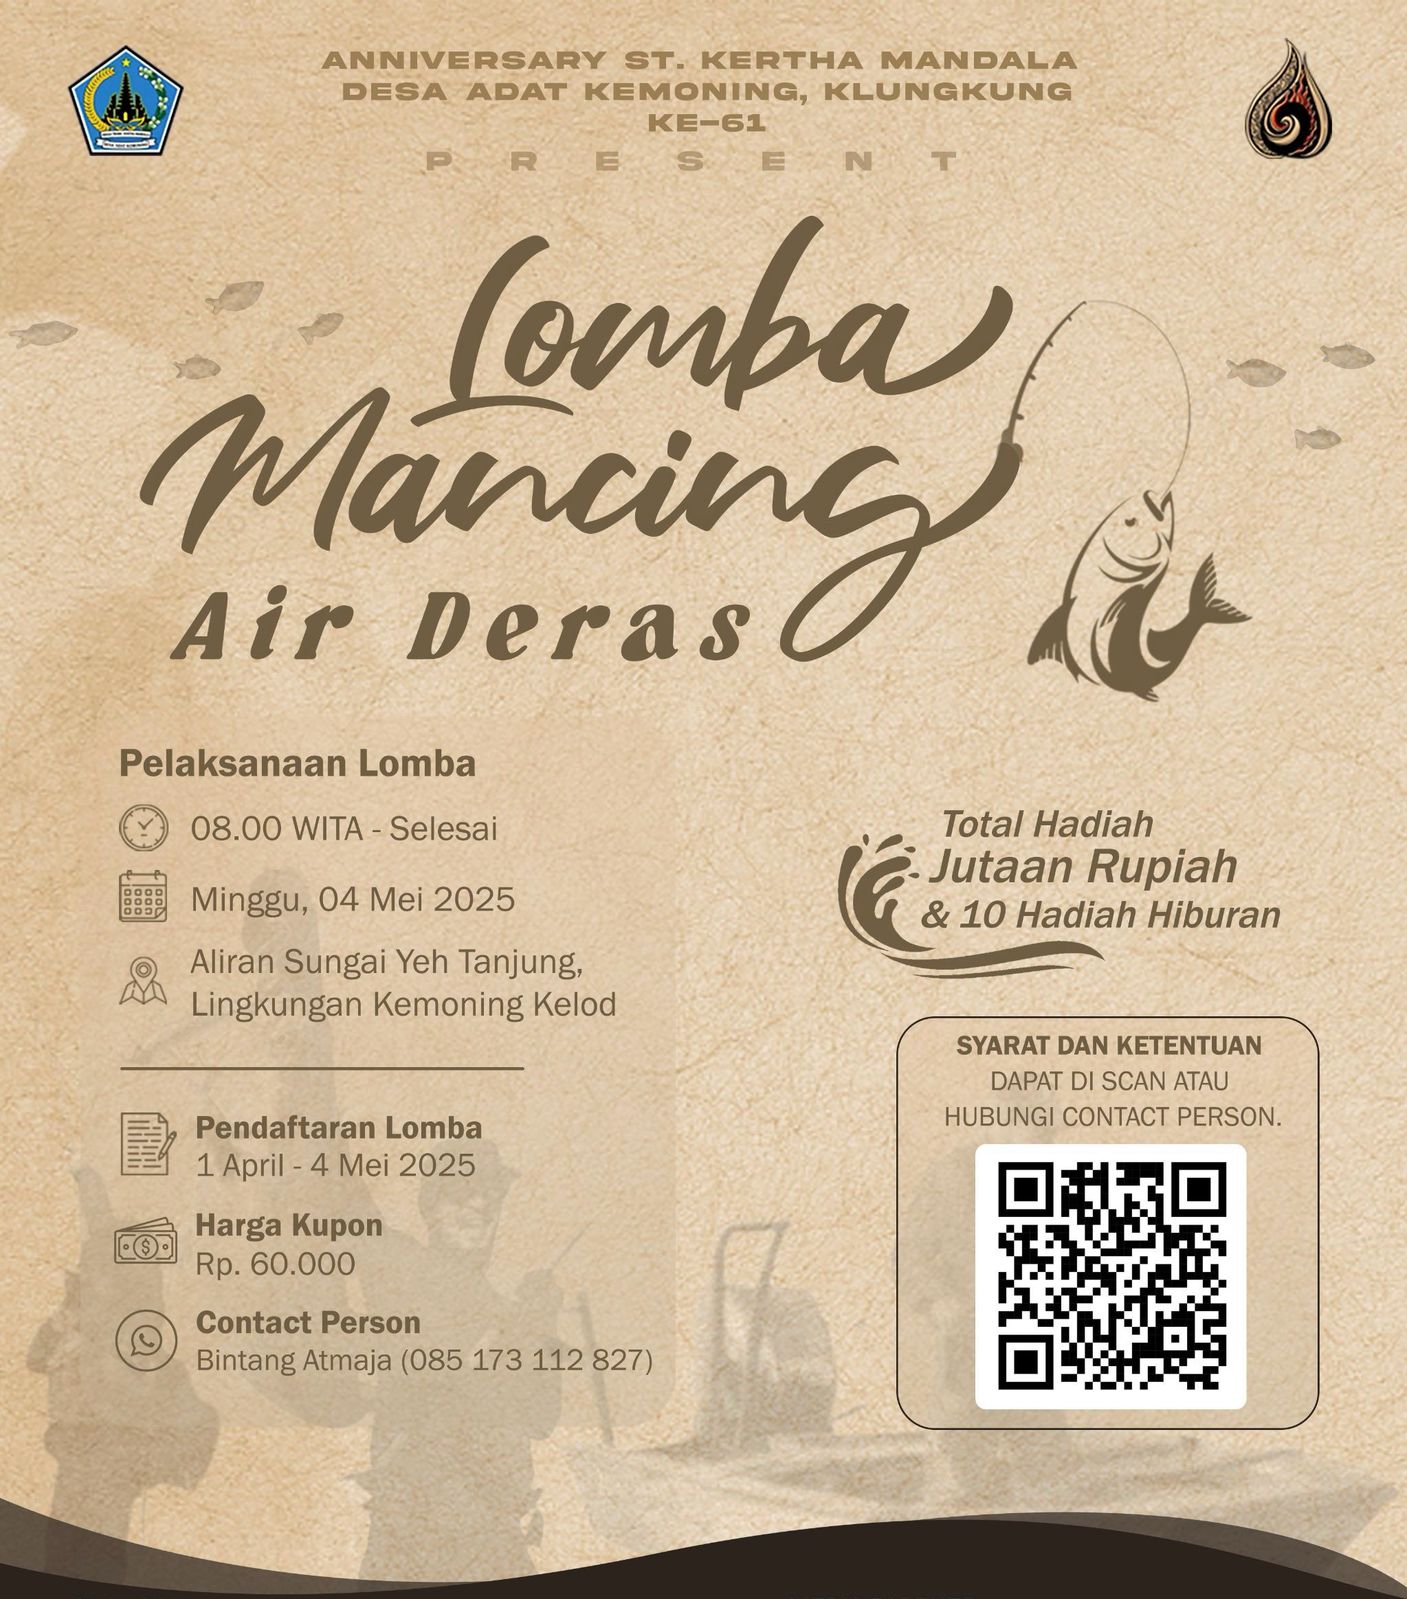 ANNIVERSARY ST. KERTHA MANDALA
DESA ADAT KEMONING, KLUNGKUNG
KE-61
PRESENT
Lomba
Mancing
Air Deras
Pelaksanaan Lomba
08.00 WITA - Selesai
Minggu, 04 Mei 2025
Aliran Sungai Yeh Tanjung,
Lingkungan Kemoning Kelod
Total Hadiah
Jutaan Rupiah
& 10 Hadiah Hiburan
Pendaftaran Lomba
1 April - 4 Mei 2025
Harga Kupon
Rp. 60.000
Contact Person
Bintang Atmaja (085 173 112 827)
SYARAT DAN KETENTUAN
DAPAT DI SCAN ATAU
HUBUNGI CONTACT PERSON.